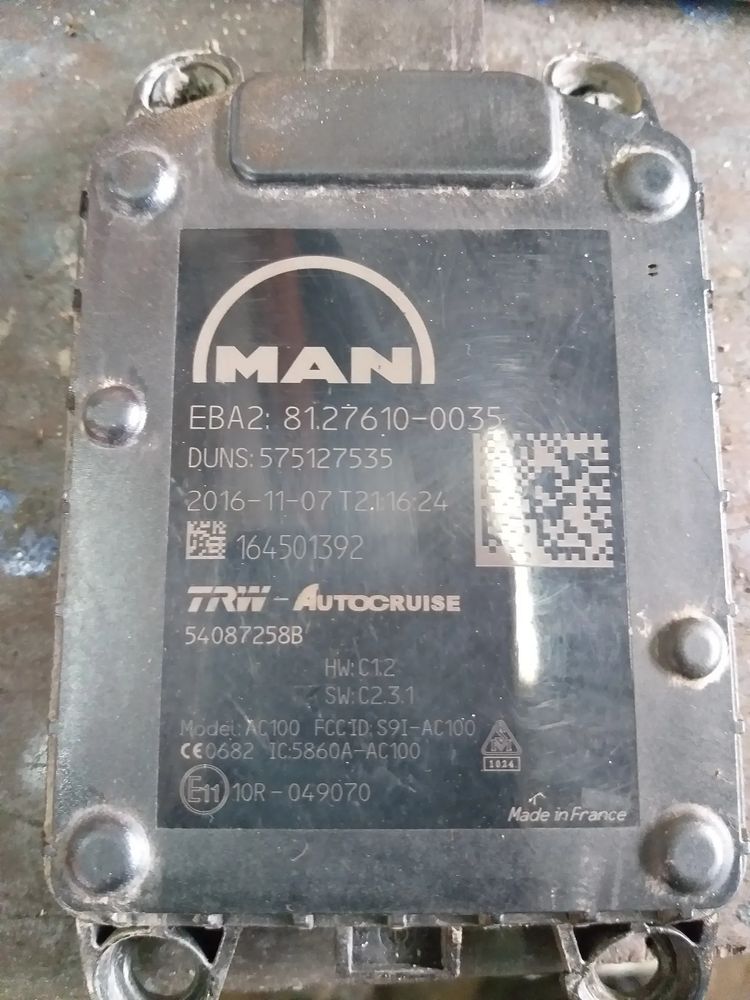 MAN
EBA2: 81.27610-0035
DUNS: 575127535
2016-11-07 T21:16:24
164501392
TRW - AUTOCRUISE
54087258B
HW: C1.2
SW: C2.3.1
Model: AC100 FCC ID: S9I-AC100
CE0682 IC:5860A-AC100
1024
E11 10R - 049070
Made in France